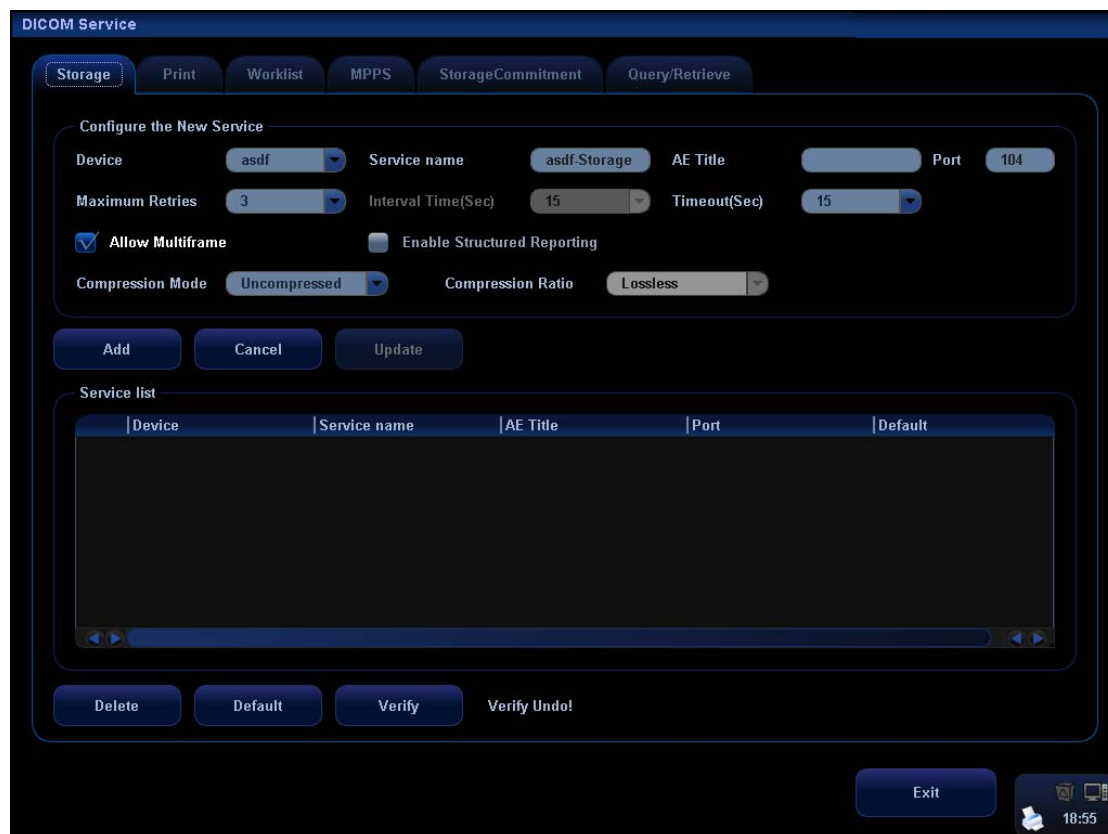 DICOM Service
Storage Print Worklist MPPS StorageCommitment Query/Retrieve
Configure the New Service
Device asdf Service name asdf-Storage AE Title Port 104
Maximum Retries 3 Interval Time(Sec) 15 Timeout(Sec) 15
Allow Multiframe Enable Structured Reporting
Compression Mode Uncompressed Compression Ratio Lossless
Add Cancel Update
Service list
Device Service name AE Title Port Default
Delete Default Verify Verify Undo!
Exit
18:55